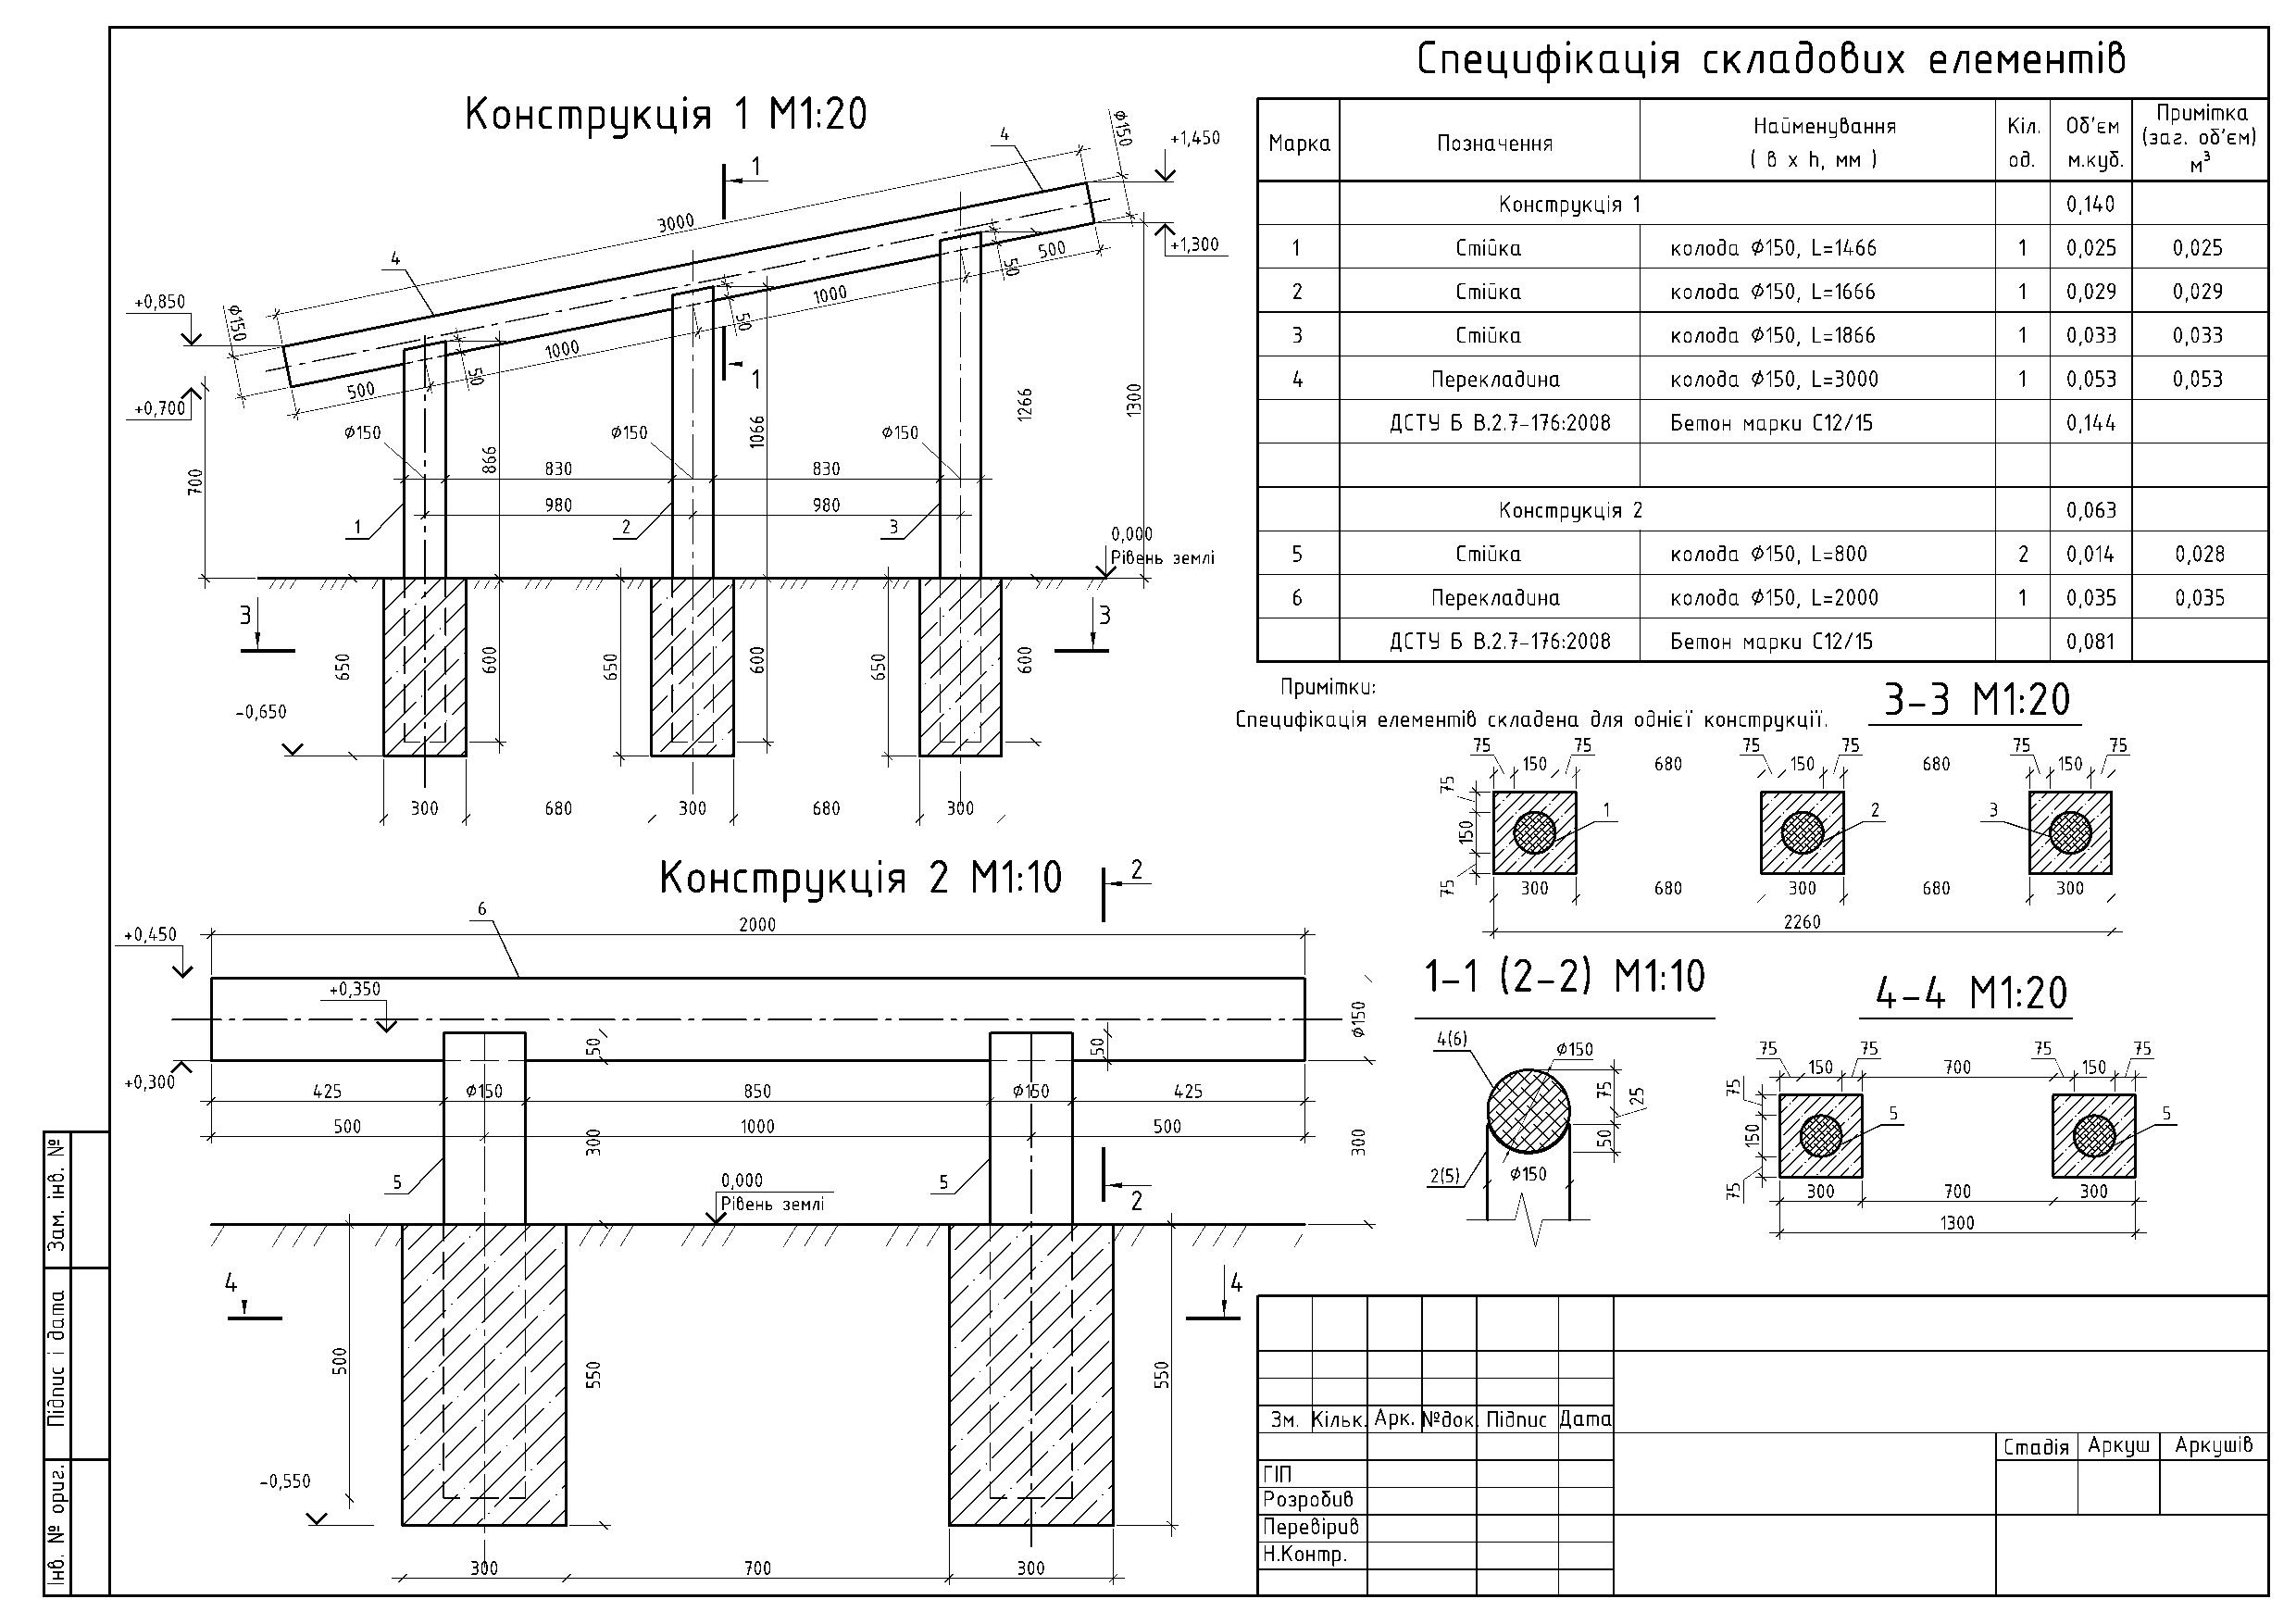 Специфікація складових елементів
Марка Позначення Найменування ( в х h, мм ) Кіл. од. Об'єм м.куб. Примітка (заг. об'єм) м³
Конструкція 1 0,140
1 Стійка колода Ø150, L=1466 1 0,025 0,025
2 Стійка колода Ø150, L=1666 1 0,029 0,029
3 Стійка колода Ø150, L=1866 1 0,033 0,033
4 Перекладина колода Ø150, L=3000 1 0,053 0,053
ДСТУ Б В.2.7-176:2008 Бетон марки С12/15 0,144
Конструкція 2 0,063
5 Стійка колода Ø150, L=800 2 0,014 0,028
6 Перекладина колода Ø150, L=2000 1 0,035 0,035
ДСТУ Б В.2.7-176:2008 Бетон марки С12/15 0,081
Примітки:
Специфікація елементів складена для однієї конструкції.
Конструкція 1 М1:20
1
4
Ø150
+1,450
3000
4
+1,300
500
50
+0,850
Ø150
1000
50
1000
50
1
500
+0,700
Ø150 Ø150 Ø150
700
866
1066
1266
1300
830 830
980 980
1 2 3
0,000
Рівень землі
3 3
650 600 650 600 650 600
-0,650
300 680 300 680 300
Конструкція 2 М1:10
2
6
2000
+0,450
+0,350
50 50
Ø150
+0,300
425 Ø150 850 Ø150 425
500 1000 500
300
300
5 5
0,000
Рівень землі
2
4 4
500
550
550
-0,550
300 700 300
3-3 М1:20
75 75 75 75 75 75
150 680 150 680 150
75
150
75
1 2 3
300 680 300 680 300
2260
1-1 (2-2) М1:10
4(6)
Ø150
75
25
50
2(5)
Ø150
4-4 М1:20
75 75 75 75
150 700 150
75
150
75
5 5
300 700 300
1300
Зм. Кільк. Арк. №док. Підпис Дата
Стадія Аркуш Аркушів
ГІП
Розробив
Перевірив
Н.Контр.
Зам. інв. №
Підпис і дата
Інв. № ориг.